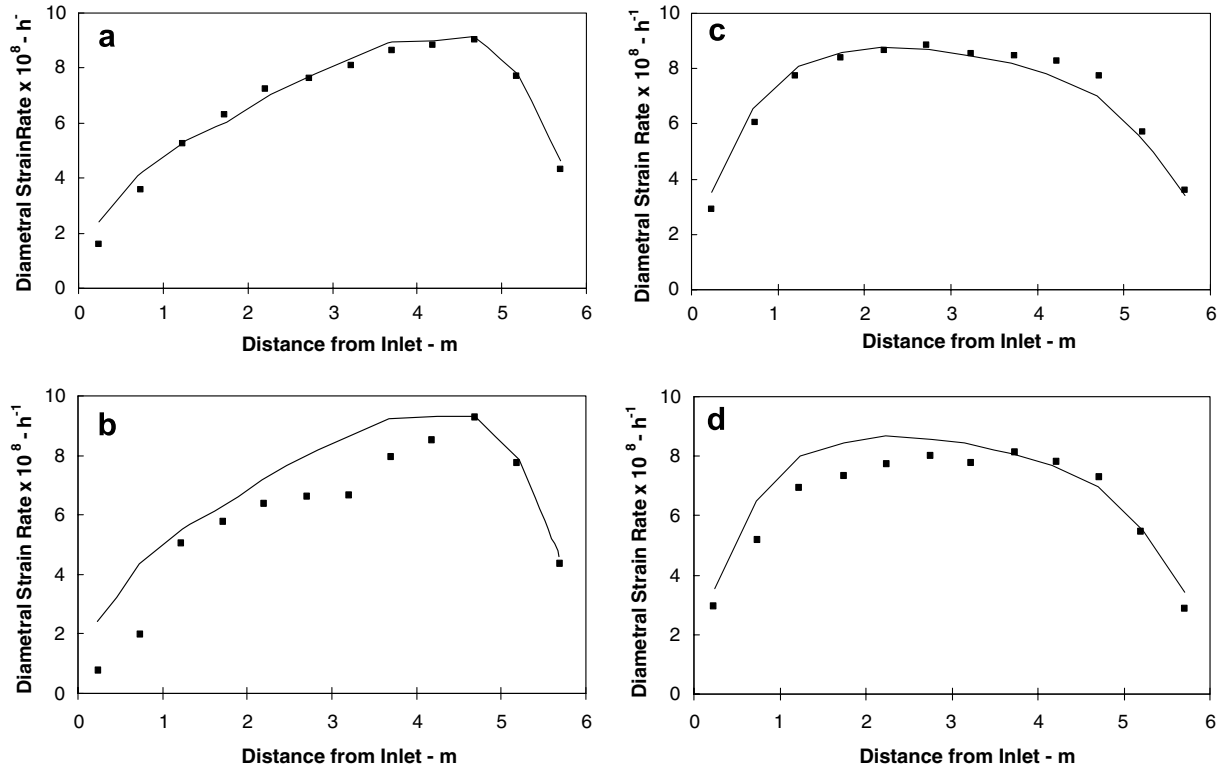 a
10
8
6
4
2
0
0 1 2 3 4 5 6
Diametral StrainRate x 10⁸ - h⁻
Distance from Inlet - m
c
10
8
6
4
2
0
0 1 2 3 4 5 6
Diametral Strain Rate x 10⁸ - h⁻¹
Distance from Inlet - m
b
10
8
6
4
2
0
0 1 2 3 4 5 6
Diametral Strain Rate x 10⁸ - h⁻¹
Distance from Inlet - m
d
10
8
6
4
2
0
0 1 2 3 4 5 6
Diametral Strain Rate x 10⁸ - h⁻¹
Distance from Inlet - m